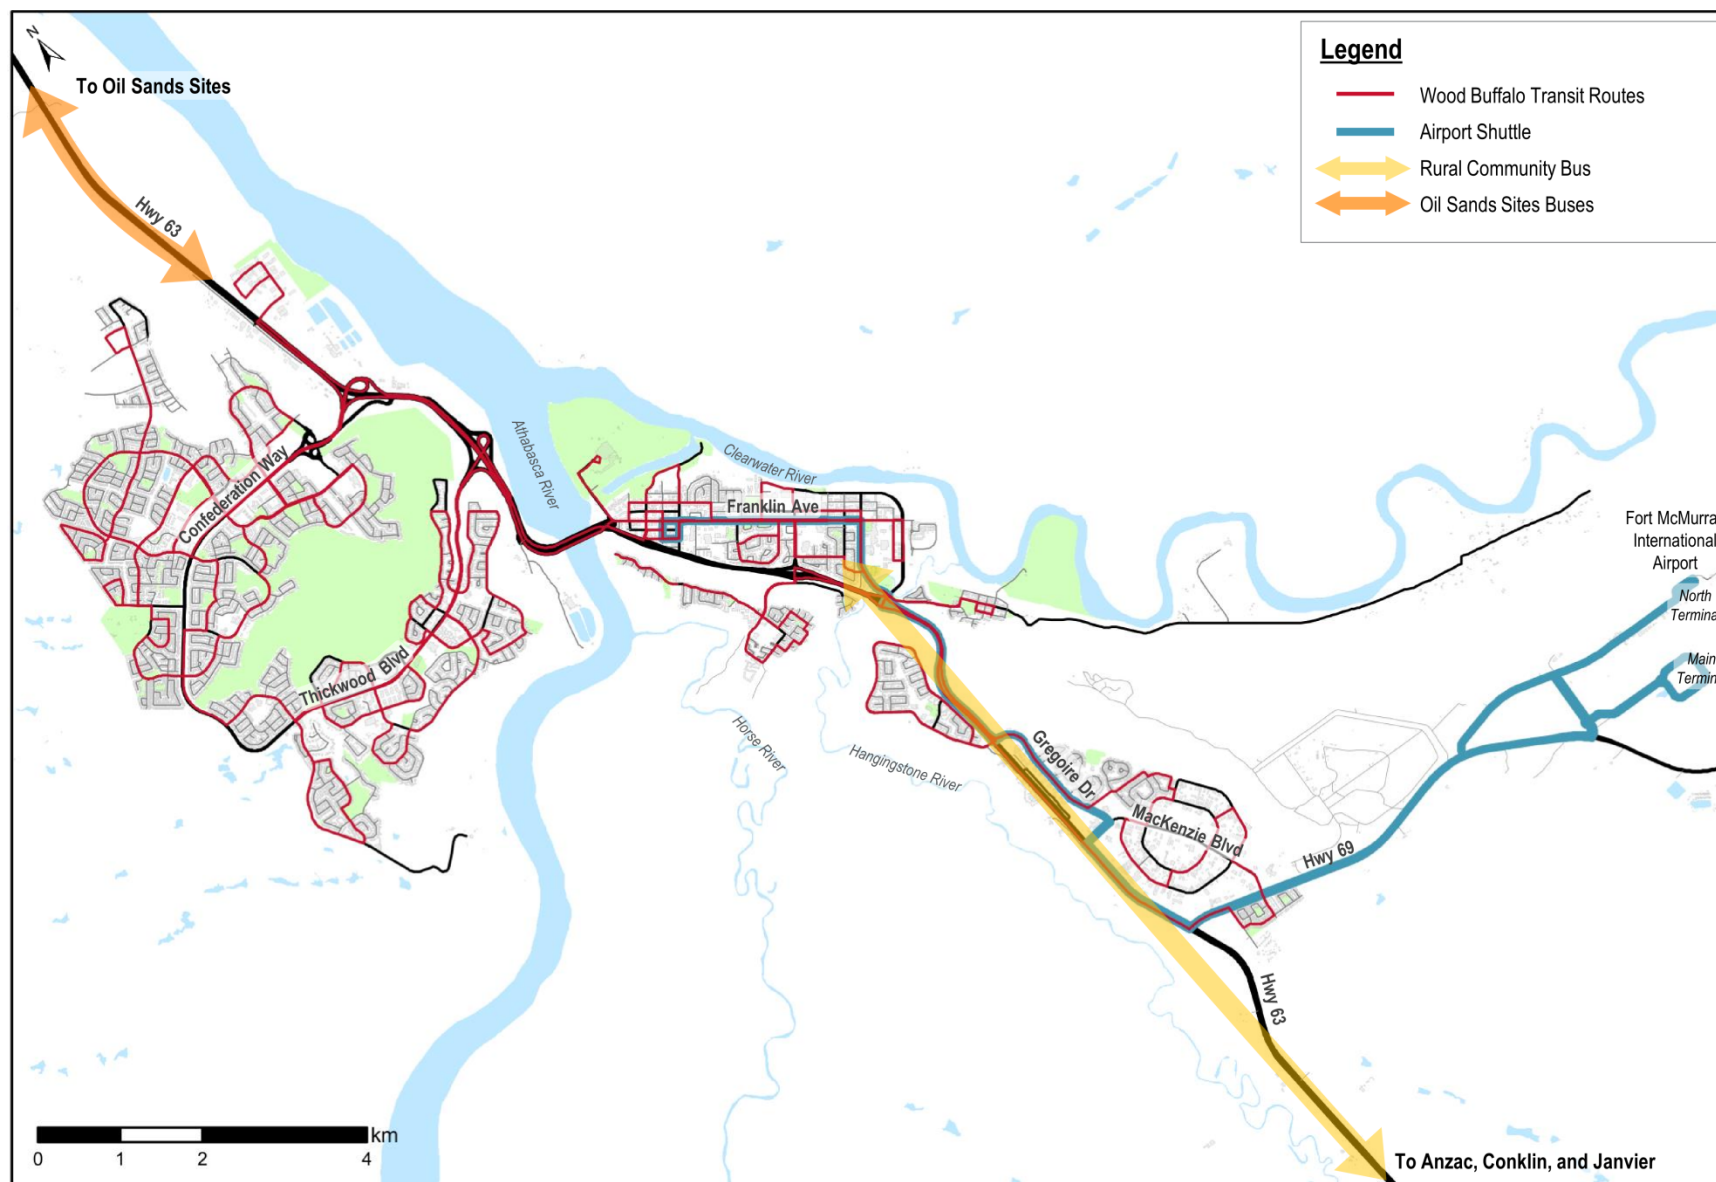 N
To Oil Sands Sites
Legend
Wood Buffalo Transit Routes
Airport Shuttle
Rural Community Bus
Oil Sands Sites Buses
Hwy 63
Athabasca River
Clearwater River
Franklin Ave
Confederation Way
Thickwood Blvd
Fort McMurra
International
Airport
North
Termina
Main
Termin
Horse River
Hangingstone River
Gregoire Dr
MacKenzie Blvd
Hwy 69
Hwy 63
km
0 1 2 4
To Anzac, Conklin, and Janvier